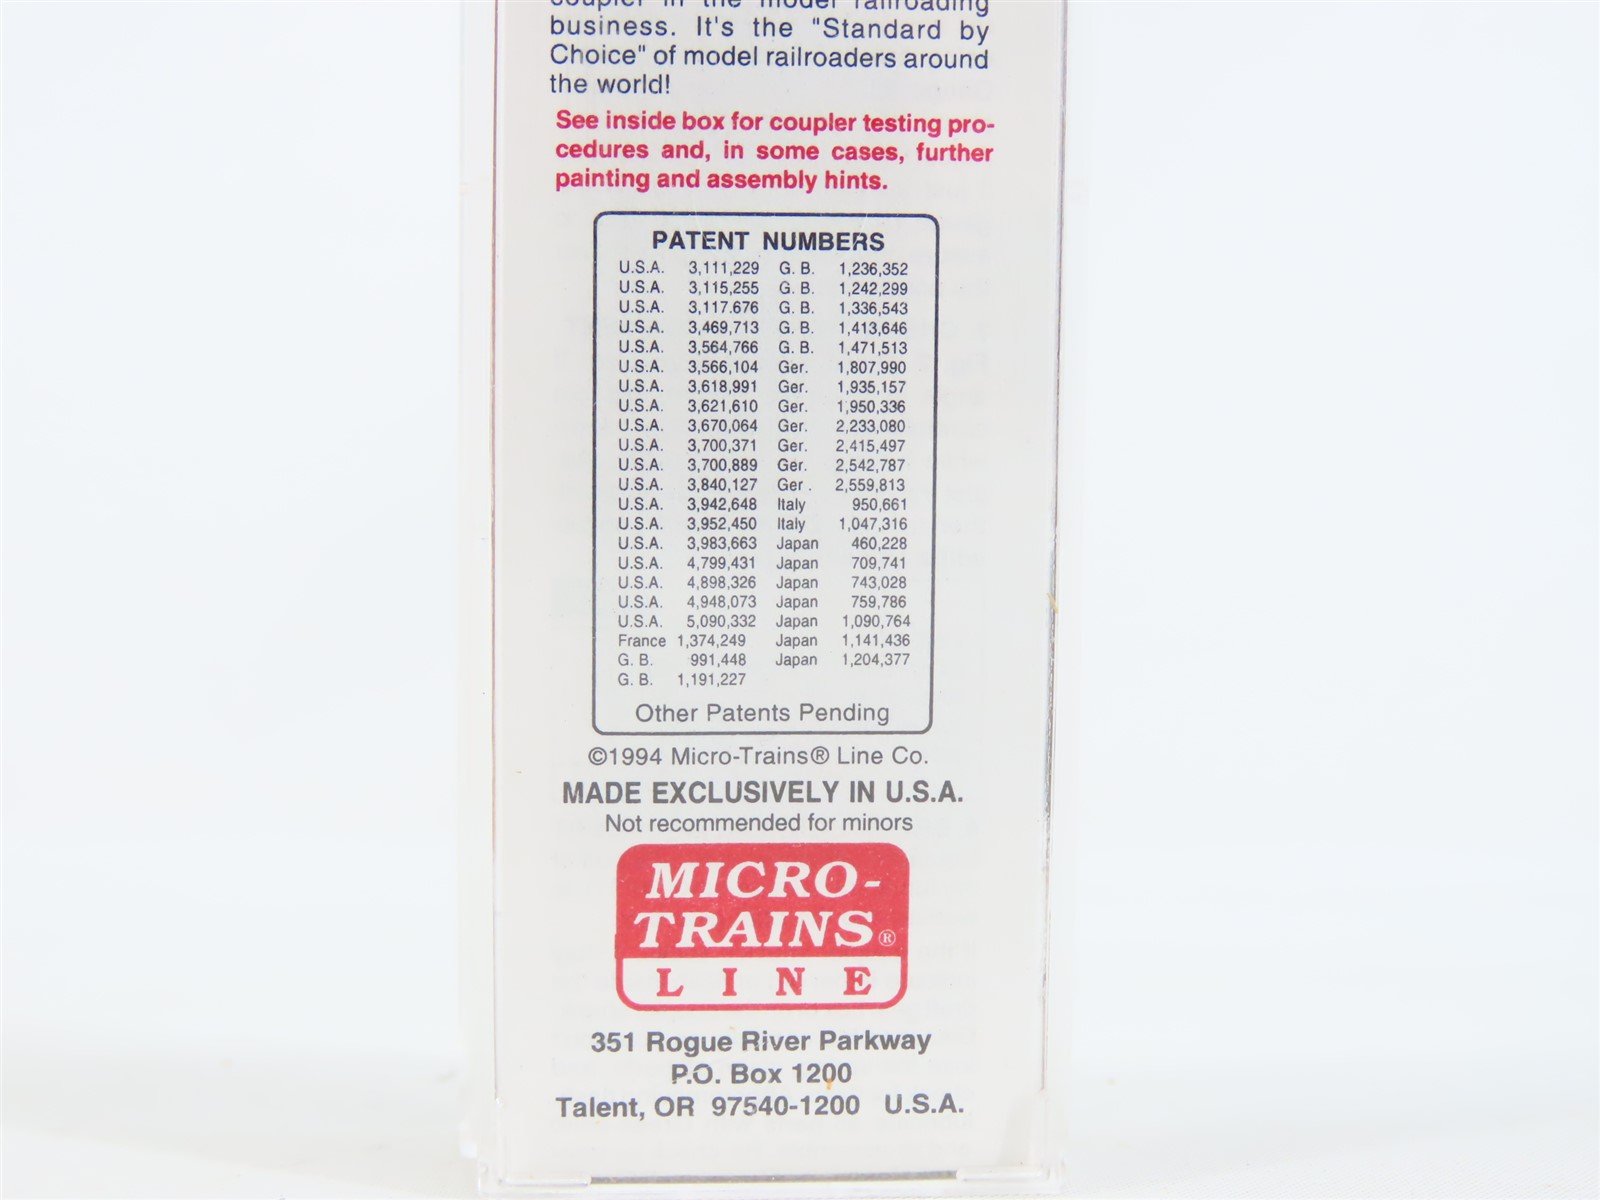 coupler in the model railroading
business. It's the "Standard by
Choice" of model railroaders around
the world!
See inside box for coupler testing pro-
cedures and, in some cases, further
painting and assembly hints.
PATENT NUMBERS
U.S.A. 3,111,229 G. B. 1,236,352
U.S.A. 3,115,255 G. B. 1,242,299
U.S.A. 3,117.676 G. B. 1,336,543
U.S.A. 3,469,713 G. B. 1,413,646
U.S.A. 3,564,766 G. B. 1,471,513
U.S.A. 3,566,104 Ger. 1,807,990
U.S.A. 3,618,991 Ger. 1,935,157
U.S.A. 3,621,610 Ger. 1,950,336
U.S.A. 3,670,064 Ger. 2,233,080
U.S.A. 3,700,371 Ger. 2,415,497
U.S.A. 3,700,889 Ger. 2,542,787
U.S.A. 3,840,127 Ger . 2,559,813
U.S.A. 3,942,648 Italy 950,661
U.S.A. 3,952,450 Italy 1,047,316
U.S.A. 3,983,663 Japan 460,228
U.S.A. 4,799,431 Japan 709,741
U.S.A. 4,898,326 Japan 743,028
U.S.A. 4,948,073 Japan 759,786
U.S.A. 5,090,332 Japan 1,090,764
France 1,374,249 Japan 1,141,436
G. B. 991,448 Japan 1,204,377
G. B. 1,191,227
Other Patents Pending
©1994 Micro-Trains® Line Co.
MADE EXCLUSIVELY IN U.S.A.
Not recommended for minors
MICRO-
TRAINS®
LINE
351 Rogue River Parkway
P.O. Box 1200
Talent, OR 97540-1200 U.S.A.